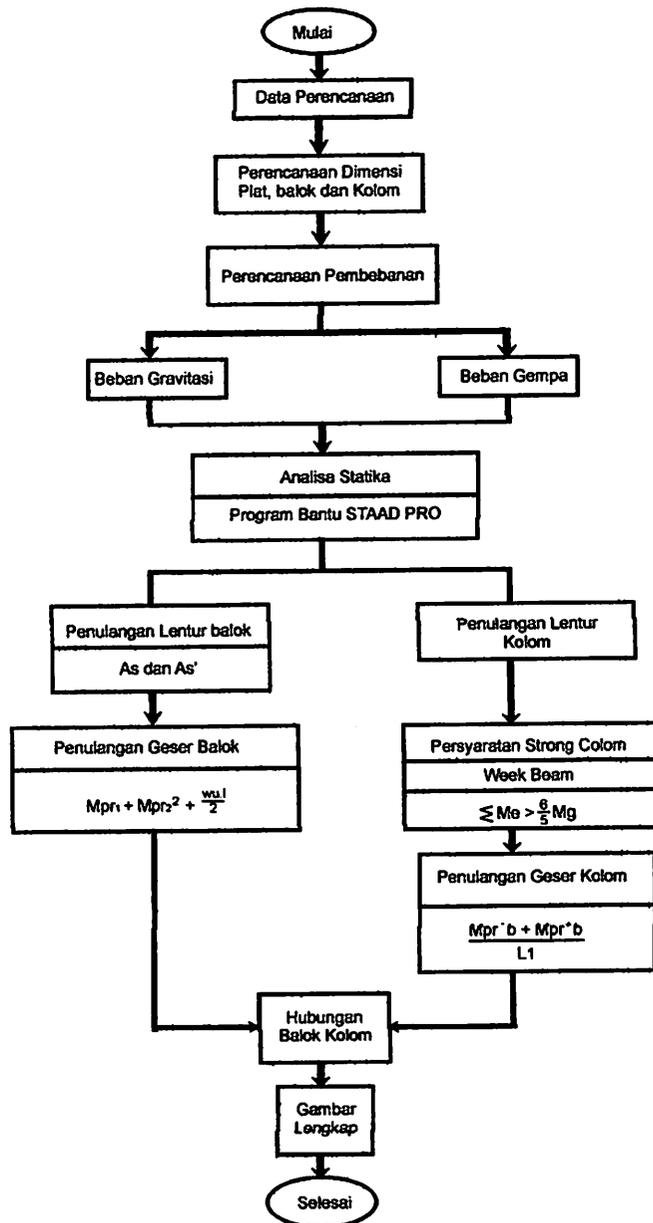 Mulai
Data Perencanaan
Perencanaan Dimensi
Plat, balok dan Kolom
Perencanaan Pembebanan
Beban Gravitasi
Beban Gempa
Analisa Statika
Program Bantu STAAD PRO
Penulangan Lentur balok
As dan As'
Penulangan Geser Balok
Mpr₁ + Mpr₂² + wu.l/2
Penulangan Lentur
Kolom
Persyaratan Strong Colom
Week Beam
≶ Me > 6/5 Mg
Penulangan Geser Kolom
Mpr⁻b + Mpr⁺b
L1
Hubungan
Balok Kolom
Gambar
Lengkap
Selesai